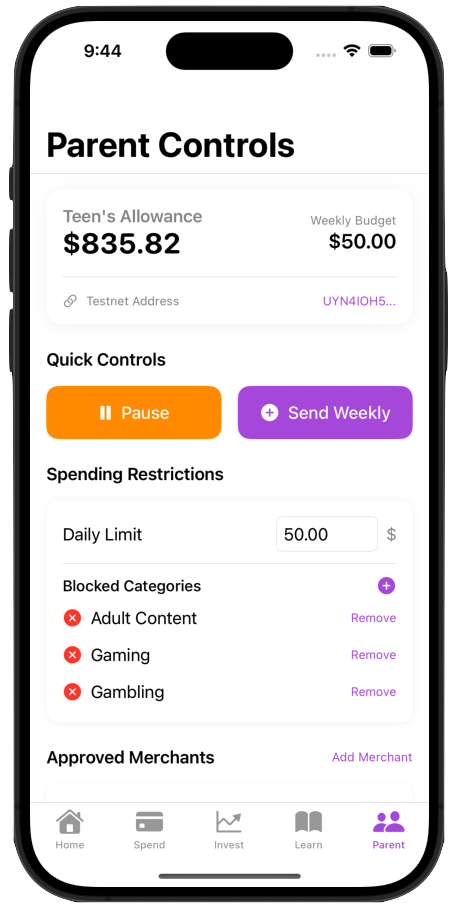 9:44
Parent Controls
Teen's Allowance
Weekly Budget
$835.82
$50.00
Testnet Address
UYN4IOH5...
Quick Controls
Pause
Send Weekly
Spending Restrictions
Daily Limit
50.00
$
Blocked Categories
Adult Content
Remove
Gaming
Remove
Gambling
Remove
Approved Merchants
Add Merchant
Home
Spend
Invest
Learn
Parent